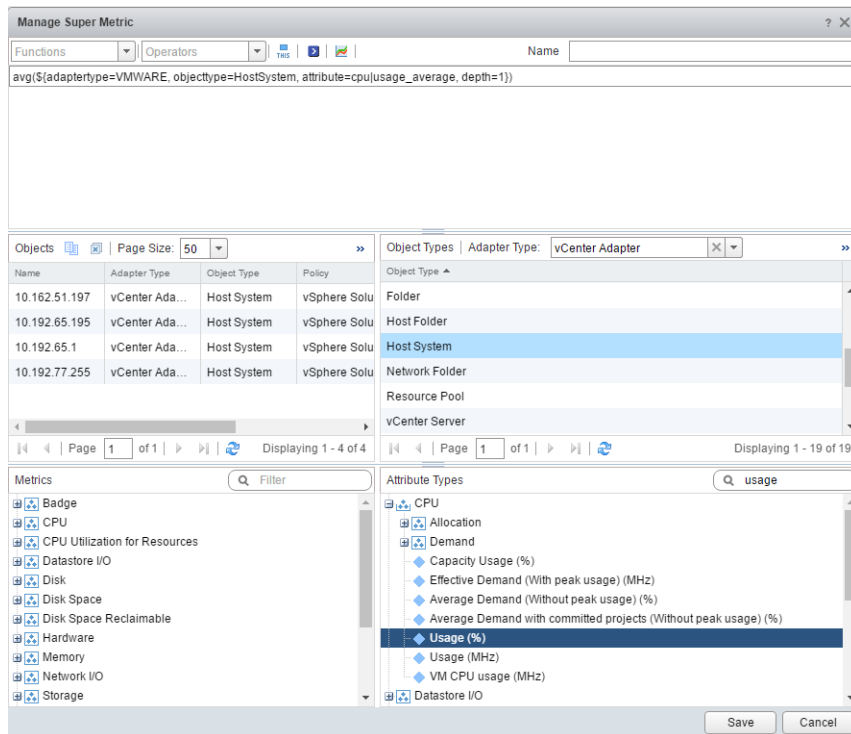 Manage Super Metric ?
Functions Operators THIS Name
avg(${adaptertype=VMWARE, objecttype=HostSystem, attribute=cpu|usage_average, depth=1})
Objects Page Size: 50 »
Name Adapter Type Object Type Policy
10.162.51.197 vCenter Ada... Host System vSphere Solu
10.192.65.195 vCenter Ada... Host System vSphere Solu
10.192.65.1 vCenter Ada... Host System vSphere Solu
10.192.77.255 vCenter Ada... Host System vSphere Solu
Page 1 of 1 Displaying 1 - 4 of 4
Object Types Adapter Type: vCenter Adapter »
Object Type
Folder
Host Folder
Host System
Network Folder
Resource Pool
vCenter Server
Page 1 of 1 Displaying 1 - 19 of 19
Metrics Filter
Badge
CPU
CPU Utilization for Resources
Datastore I/O
Disk
Disk Space
Disk Space Reclaimable
Hardware
Memory
Network I/O
Storage
Attribute Types usage
CPU
Allocation
Demand
Capacity Usage (%)
Effective Demand (With peak usage) (MHz)
Average Demand (Without peak usage) (%)
Average Demand with committed projects (Without peak usage) (%)
Usage (%)
Usage (MHz)
VM CPU usage (MHz)
Datastore I/O
Save Cancel